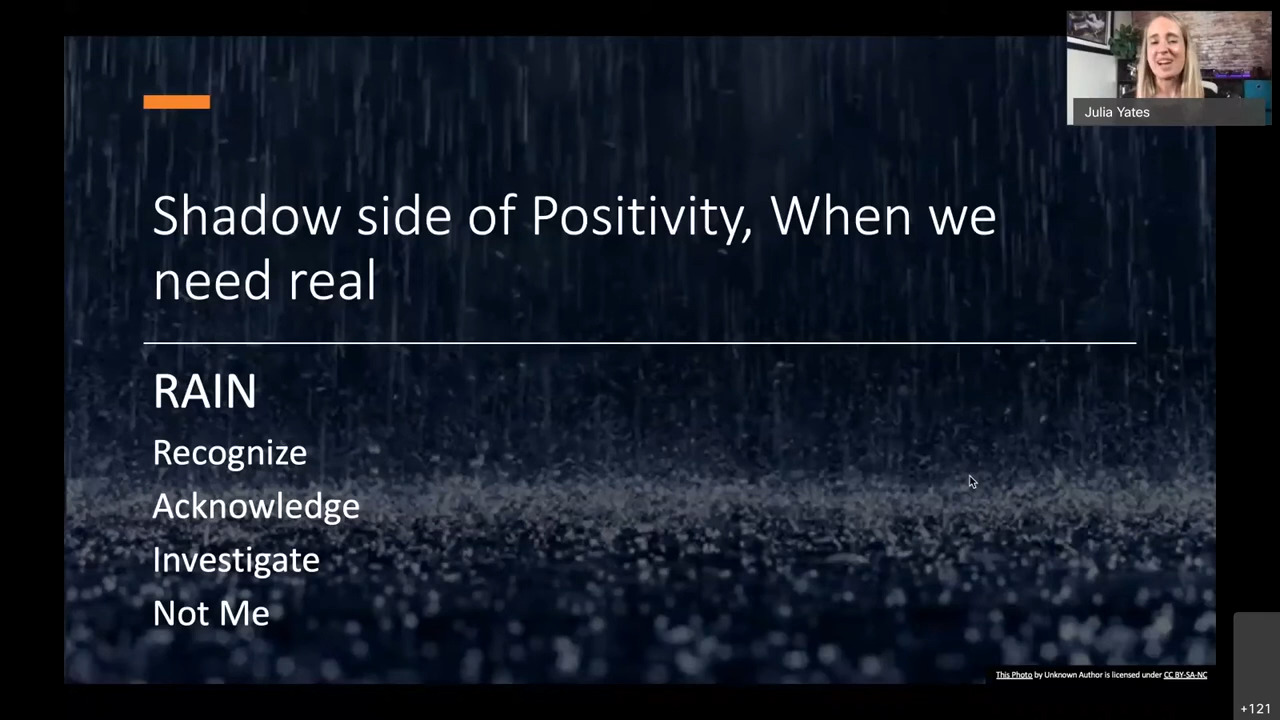 Julia Yates
Shadow side of Positivity, When we
need real
RAIN
Recognize
Acknowledge
Investigate
Not Me
This Photo by Unknown Author is licensed under CC BY-SA-NC
+121